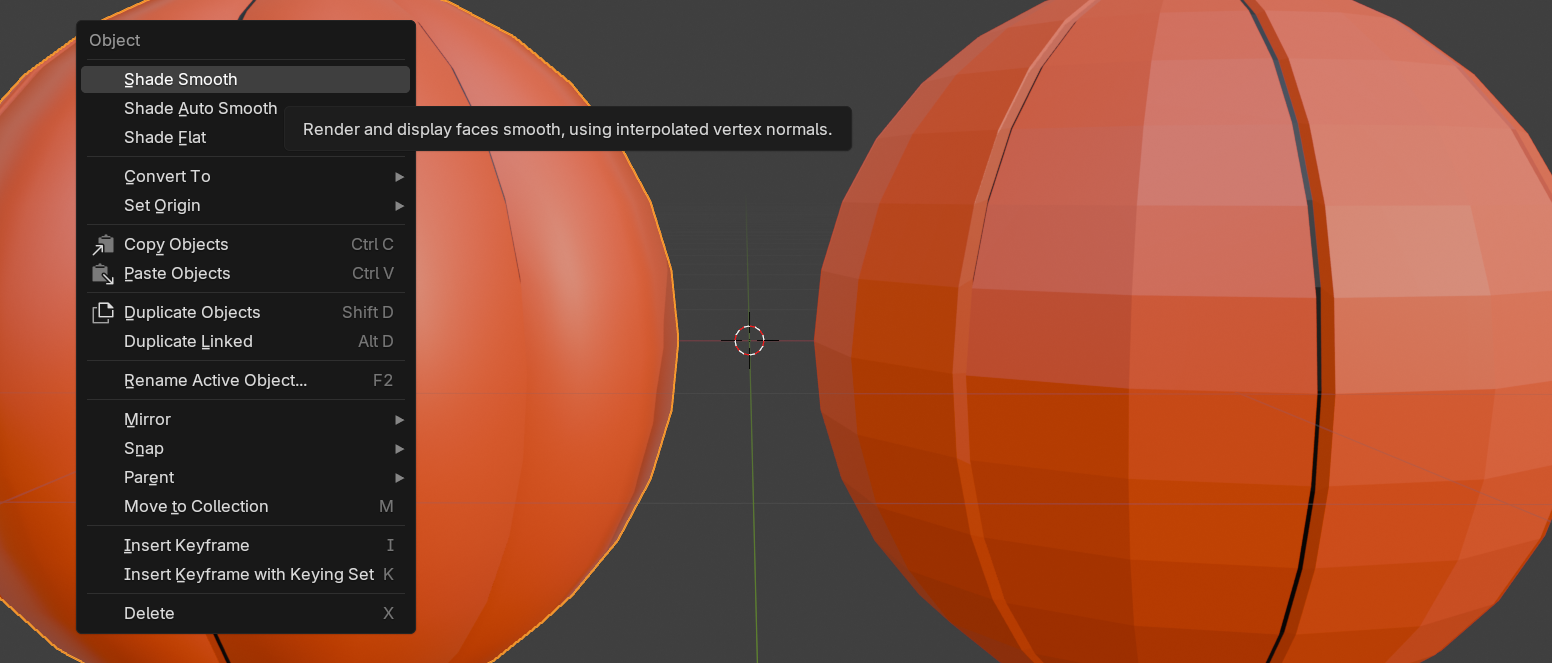 Object
Shade Smooth
Shade Auto Smooth
Render and display faces smooth, using interpolated vertex normals.
Shade Flat
Convert To
Set Origin
Copy Objects Ctrl C
Paste Objects Ctrl V
Duplicate Objects Shift D
Duplicate Linked Alt D
Rename Active Object... F2
Mirror
Snap
Parent
Move to Collection M
Insert Keyframe I
Insert Keyframe with Keying Set K
Delete X